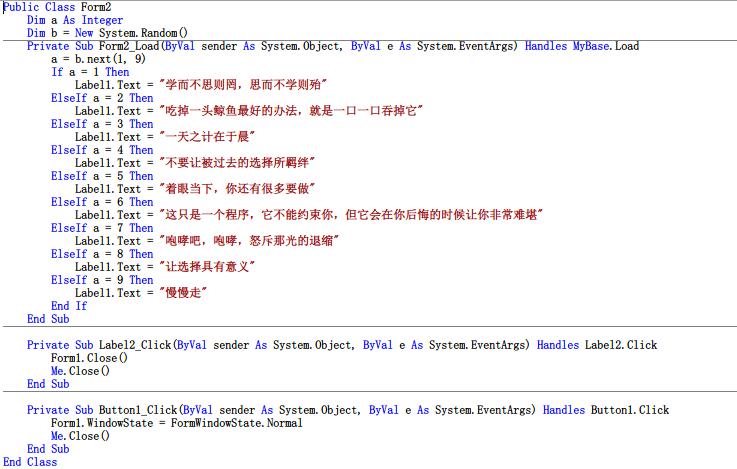 Public Class Form2
    Dim a As Integer
    Dim b = New System.Random()
    Private Sub Form2_Load(ByVal sender As System.Object, ByVal e As System.EventArgs) Handles MyBase.Load
        a = b.next(1, 9)
        If a = 1 Then
            Label1.Text = "学而不思则罔，思而不学则殆"
        ElseIf a = 2 Then
            Label1.Text = "吃掉一头鲸鱼最好的办法，就是一口一口吞掉它"
        ElseIf a = 3 Then
            Label1.Text = "一天之计在于晨"
        ElseIf a = 4 Then
            Label1.Text = "不要让被过去的选择所羁绊"
        ElseIf a = 5 Then
            Label1.Text = "着眼当下，你还有很多要做"
        ElseIf a = 6 Then
            Label1.Text = "这只是一个程序，它不能约束你，但它会在你后悔的时候让你非常难堪"
        ElseIf a = 7 Then
            Label1.Text = "咆哮吧，咆哮，怒斥那光的退缩"
        ElseIf a = 8 Then
            Label1.Text = "让选择具有意义"
        ElseIf a = 9 Then
            Label1.Text = "慢慢走"
        End If
    End Sub
    Private Sub Label2_Click(ByVal sender As System.Object, ByVal e As System.EventArgs) Handles Label2.Click
        Form1.Close()
        Me.Close()
    End Sub
    Private Sub Button1_Click(ByVal sender As System.Object, ByVal e As System.EventArgs) Handles Button1.Click
        Form1.WindowState = FormWindowState.Normal
        Me.Close()
    End Sub
End Class